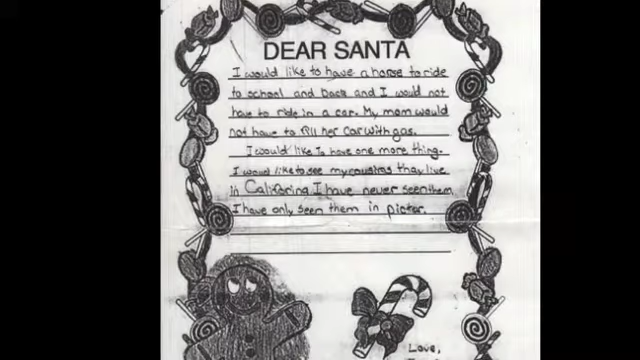 DEAR SANTA
I would like to have a horse to ride
to school and back and I would not
have to ride in a car. My mom would
not have to fill her car with gas.
I would like to have one more thing.
I would like to see my cousins thay live
in California I have never seen them
I have only seen them in picter.
Love,